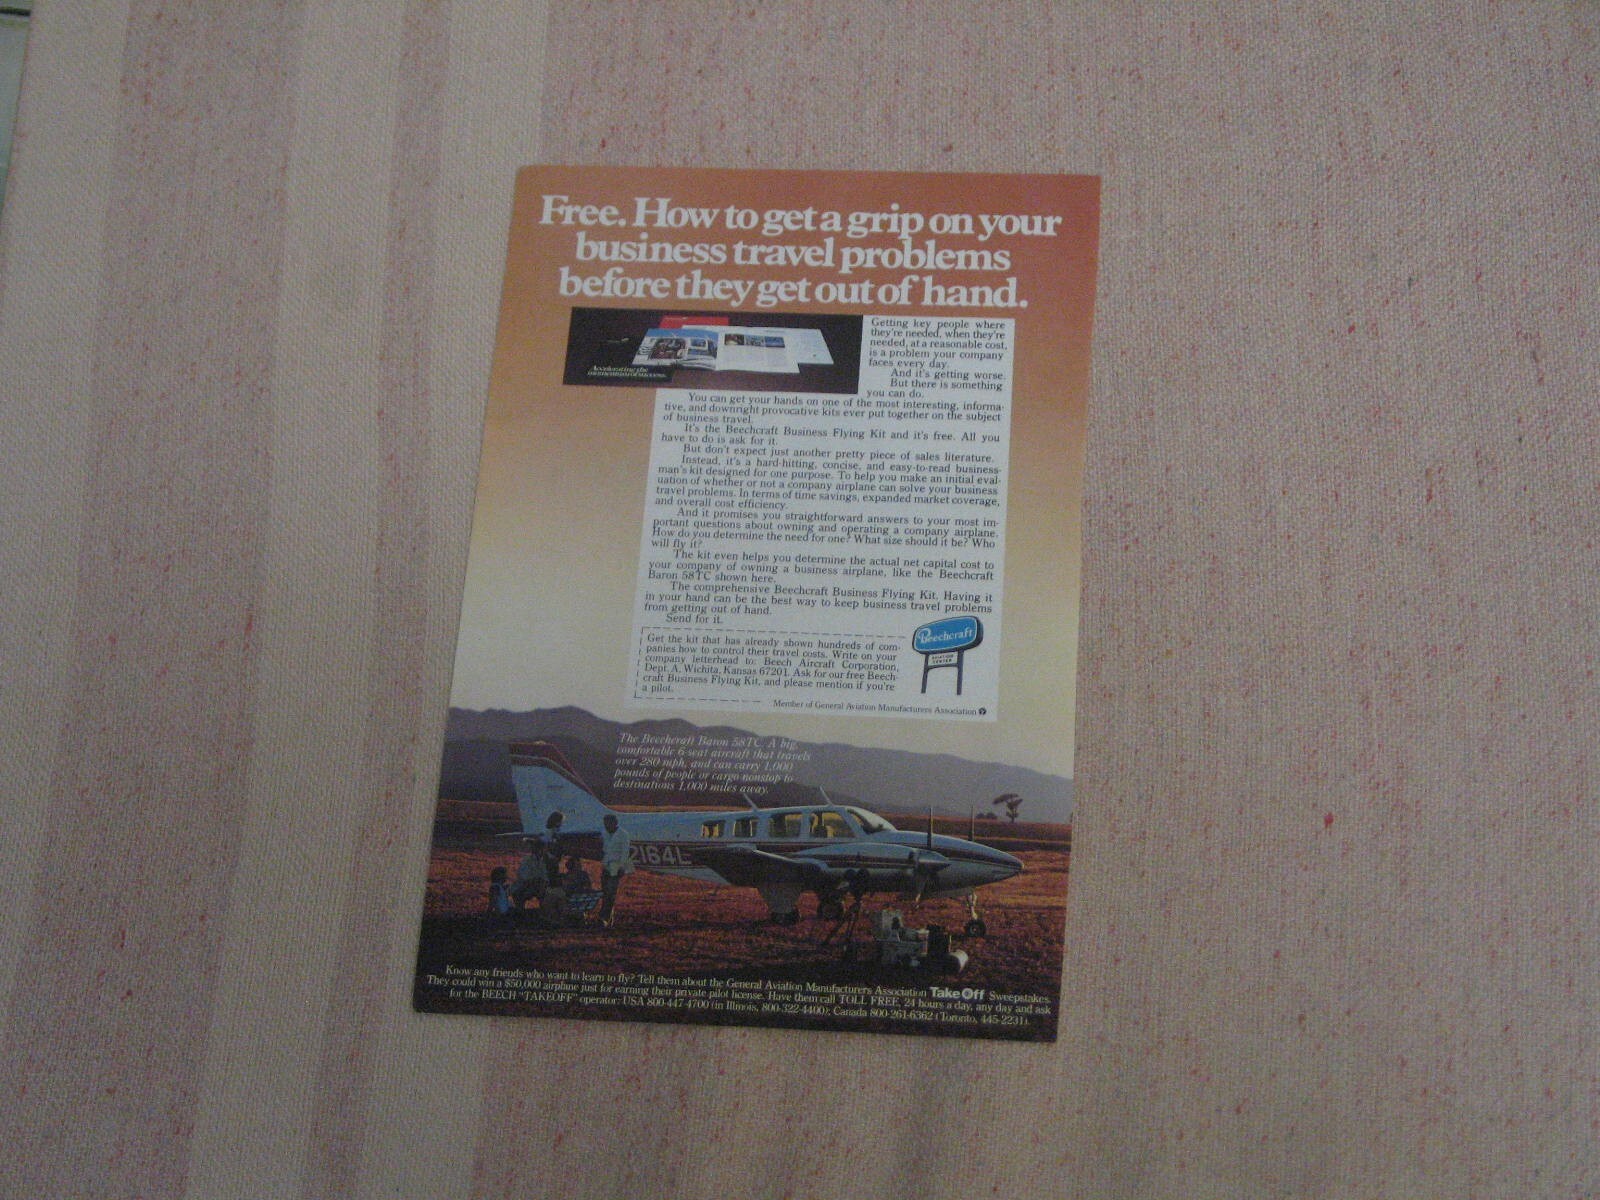 Free. How to get a grip on your
business travel problems
before they get out of hand.
Accelerating the
momentum of success.
Getting key people where
they're needed, when they're
needed, at a reasonable cost,
is a problem your company
faces every day.
And it's getting worse.
But there is something
you can do.
You can get your hands on one of the most interesting, informa-
tive, and downright provocative kits ever put together on the subject
of business travel.
It's the Beechcraft Business Flying Kit and it's free. All you
have to do is ask for it.
But don't expect just another pretty piece of sales literature.
Instead, it's a hard-hitting, concise, and easy-to-read business-
man's kit designed for one purpose. To help you make an initial eval-
uation of whether or not a company airplane can solve your business
travel problems. In terms of time savings, expanded market coverage,
and overall cost efficiency.
And it promises you straightforward answers to your most im-
portant questions about owning and operating a company airplane.
How do you determine the need for one? What size should it be? Who
will fly it?
The kit even helps you determine the actual net capital cost to
your company of owning a business airplane, like the Beechcraft
Baron 58TC shown here.
The comprehensive Beechcraft Business Flying Kit. Having it
in your hand can be the best way to keep business travel problems
from getting out of hand.
Send for it.
Get the kit that has already shown hundreds of com-
panies how to control their travel costs. Write on your
company letterhead to: Beech Aircraft Corporation,
Dept. A, Wichita, Kansas 67201. Ask for our free Beech-
craft Business Flying Kit, and please mention if you're
a pilot.
Beechcraft
AVIATION
CENTER
Member of General Aviation Manufacturers Association
The Beechcraft Baron 58TC. A big,
comfortable 6-seat aircraft that travels
over 280 mph, and can carry 1,000
pounds of people or cargo nonstop to
destinations 1,000 miles away.
2164L
Know any friends who want to learn to fly? Tell them about the General Aviation Manufacturers Association TakeOff Sweepstakes.
They could win a $50,000 airplane just for earning their private pilot license. Have them call TOLL FREE, 24 hours a day, any day and ask
for the BEECH "TAKEOFF" operator: USA 800-447-4700 (in Illinois, 800-322-4400); Canada 800-261-6362 (Toronto, 445-2231).